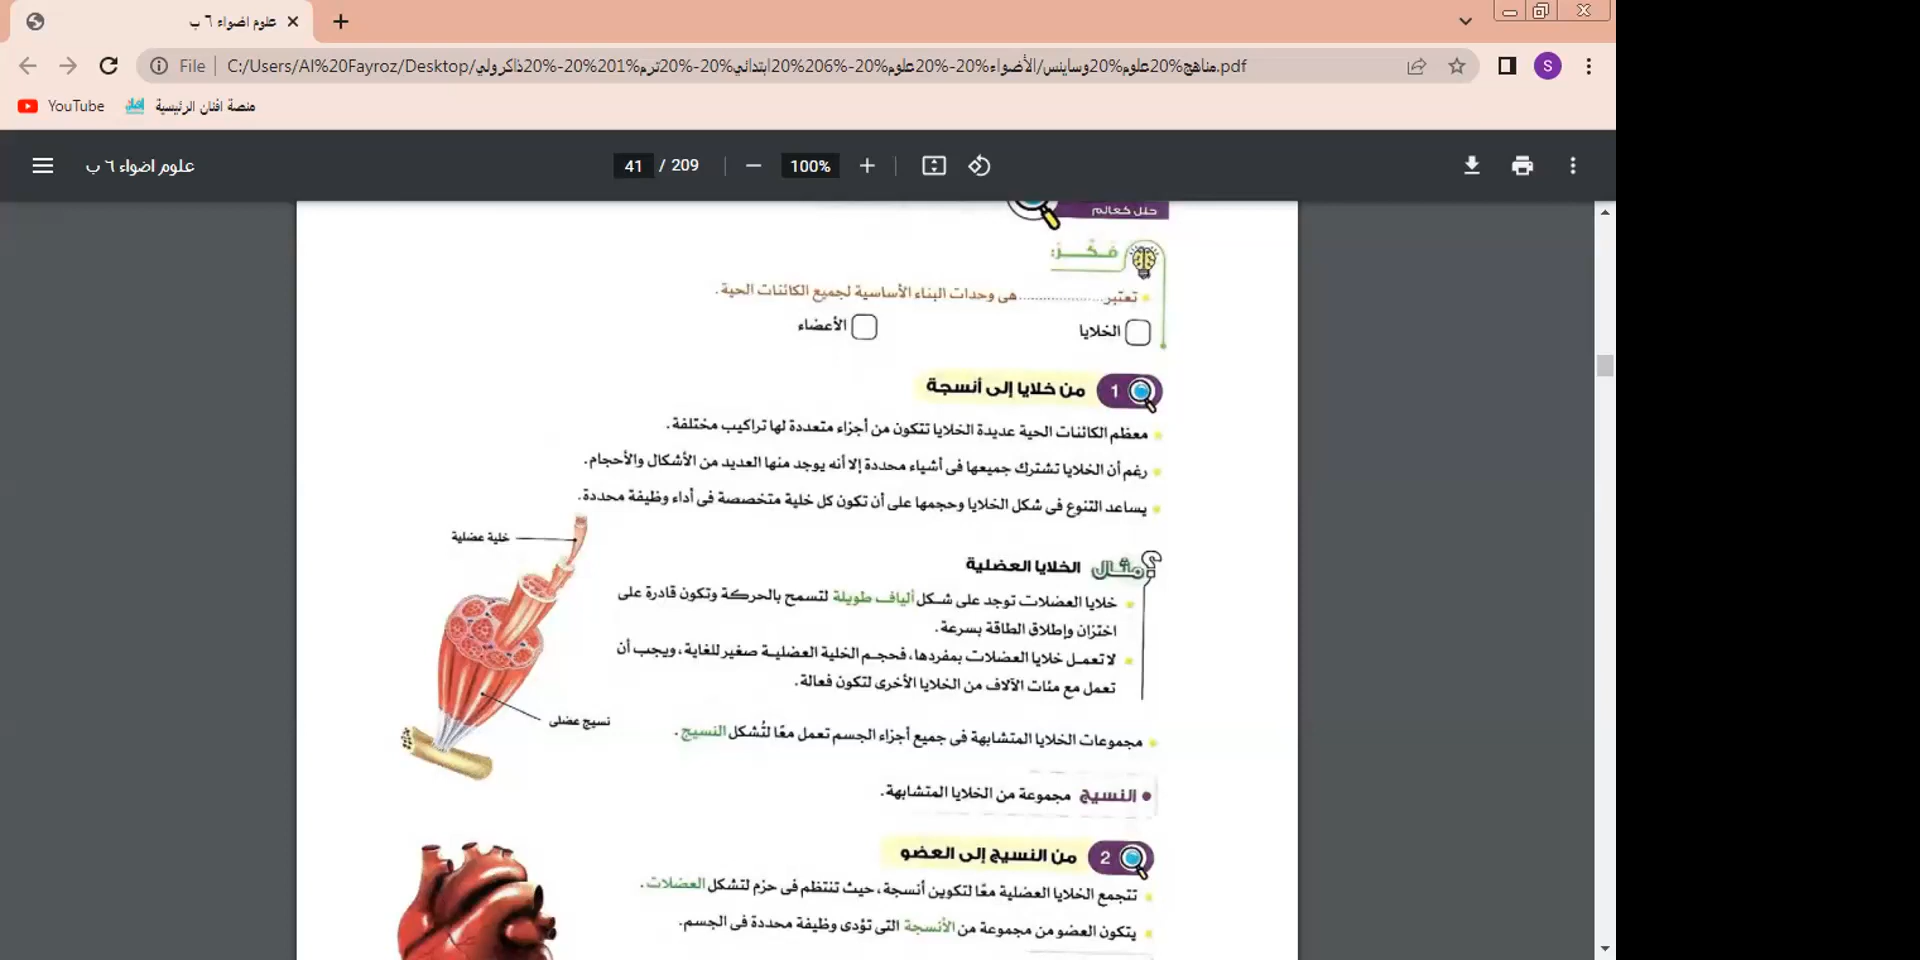 علوم اضواء ٦ ب
File
C:/Users/Al%20Fayroz/Desktop/مناهج%20علوم%20وساينس/الأضواء%20-%20علوم%20-%206%20ابتدائي%20-%20ترم%201%20-%20ذاكرولي.pdf
S
YouTube
منصة افنان الرئيسية
علوم اضواء ٦ ب
41 / 209
100%
حلل كعالم
فكر:
تعتبر.....................هى وحدات البناء الأساسية لجميع الكائنات الحية.
الخلايا
الأعضاء
1 من خلايا إلى أنسجة
معظم الكائنات الحية عديدة الخلايا تتكون من أجزاء متعددة لها تراكيب مختلفة.
رغم أن الخلايا تشترك جميعها فى أشياء محددة إلا أنه يوجد منها العديد من الأشكال والأحجام.
يساعد التنوع فى شكل الخلايا وحجمها على أن تكون كل خلية متخصصة فى أداء وظيفة محددة.
خلية عضلية
مثال الخلايا العضلية
خلايا العضلات توجد على شكل ألياف طويلة لتسمح بالحركة وتكون قادرة على
اختزان وإطلاق الطاقة بسرعة.
لا تعمل خلايا العضلات بمفردها، فحجم الخلية العضلية صغير للغاية، ويجب أن
تعمل مع مئات الآلاف من الخلايا الأخرى لتكون فعالة.
نسيج عضلى
مجموعات الخلايا المتشابهة فى جميع أجزاء الجسم تعمل معًا لتُشكل النسيج.
النسيج مجموعة من الخلايا المتشابهة.
2 من النسيج إلى العضو
تتجمع الخلايا العضلية معًا لتكوين أنسجة، حيث تنتظم فى حزم لتشكل العضلات.
يتكون العضو من مجموعة من الأنسجة التى تؤدى وظيفة محددة فى الجسم.